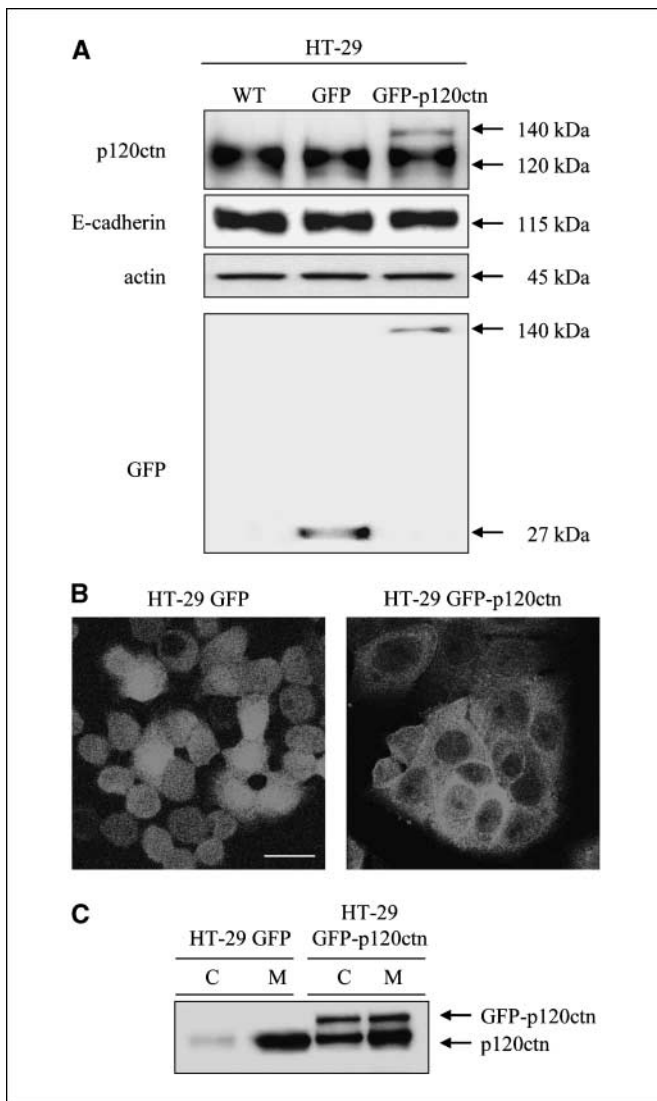 A
HT-29
WT GFP GFP-p120ctn
p120ctn
140 kDa
120 kDa
E-cadherin
115 kDa
actin
45 kDa
140 kDa
GFP
27 kDa
B
HT-29 GFP HT-29 GFP-p120ctn
C
HT-29
HT-29 GFP GFP-p120ctn
C M C M
GFP-p120ctn
p120ctn